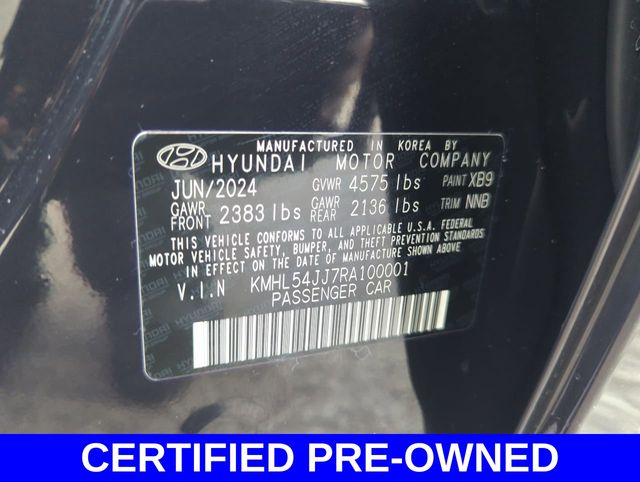 MANUFACTURED IN KOREA BY
HYUNDAI MOTOR COMPANY
JUN/2024 GVWR 4575 lbs PAINT XB9
GAWR FRONT 2383 lbs GAWR REAR 2136 lbs TRIM NNB
THIS VEHICLE CONFORMS TO ALL APPLICABLE U.S.A. FEDERAL
MOTOR VEHICLE SAFETY, BUMPER, AND THEFT PREVENTION STANDARDS
IN EFFECT ON THE DATE OF MANUFACTURE SHOWN ABOVE.
V.I.N KMHL54JJ7RA100001
PASSENGER CAR
CERTIFIED PRE-OWNED